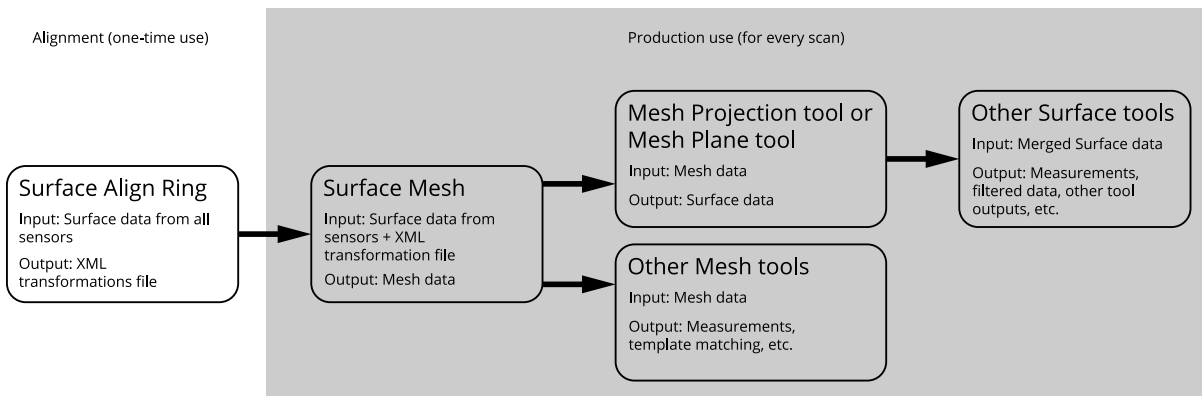 Alignment (one-time use)
Production use (for every scan)
Surface Align Ring
Input: Surface data from all
sensors
Output: XML
transformations file
Surface Mesh
Input: Surface data from
sensors + XML
transformation file
Output: Mesh data
Mesh Projection tool or
Mesh Plane tool
Input: Mesh data
Output: Surface data
Other Mesh tools
Input: Mesh data
Output: Measurements,
template matching, etc.
Other Surface tools
Input: Merged Surface data
Output: Measurements,
filtered data, other tool
outputs, etc.